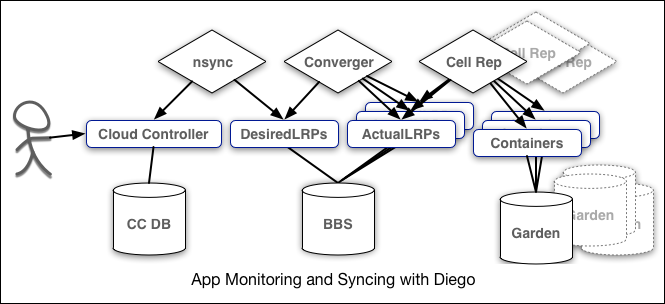 nsync
Converger
Cell Rep
Cell Rep
Rep
Cloud Controller
DesiredLRPs
ActualLRPs
Containers
CC DB
BBS
Garden
Garden
App Monitoring and Syncing with Diego